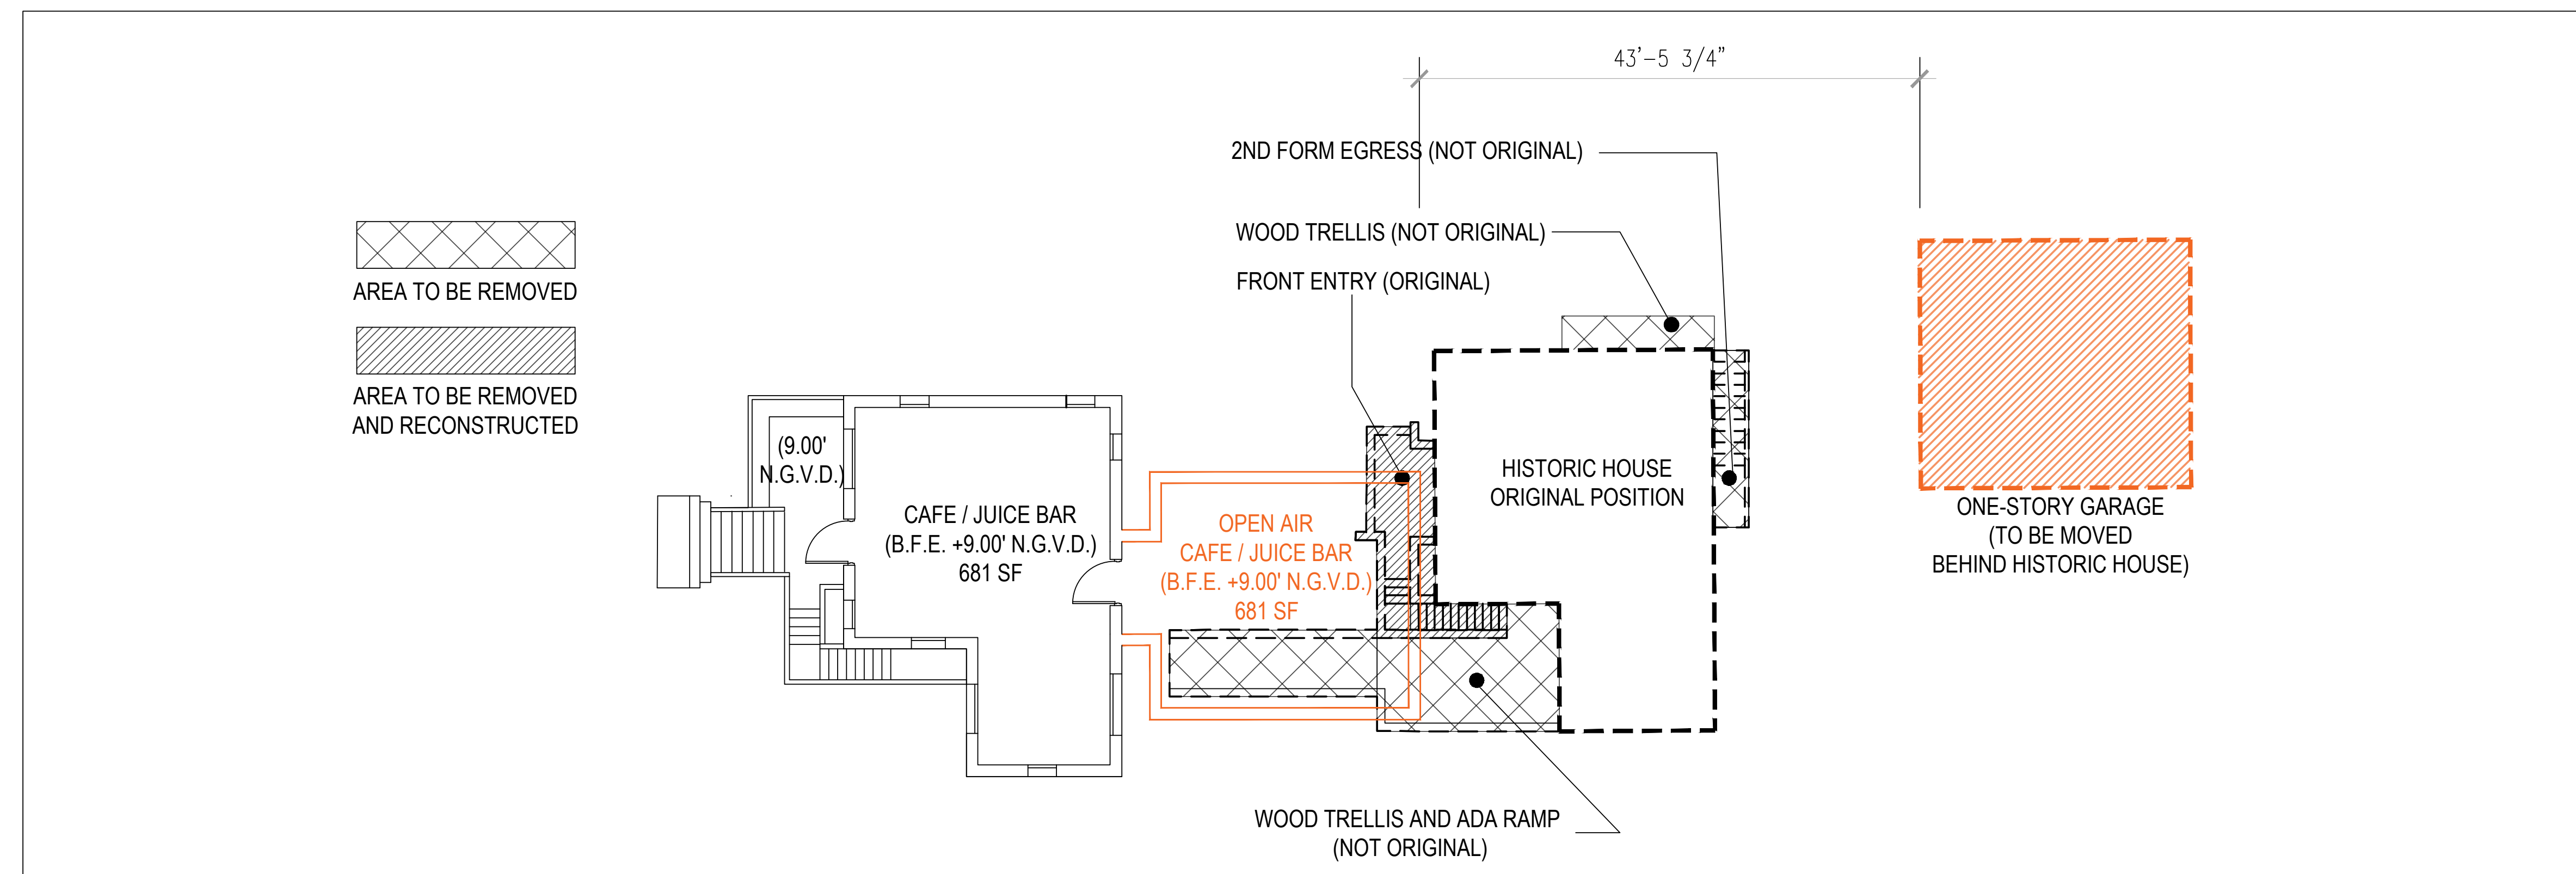 43'-5 3/4"
2ND FORM EGRESS (NOT ORIGINAL)
WOOD TRELLIS (NOT ORIGINAL)
FRONT ENTRY (ORIGINAL)
AREA TO BE REMOVED
AREA TO BE REMOVED
AND RECONSTRUCTED
(9.00'
N.G.V.D.)
CAFE / JUICE BAR
(B.F.E. +9.00' N.G.V.D.)
681 SF
OPEN AIR
CAFE / JUICE BAR
(B.F.E. +9.00' N.G.V.D.)
681 SF
HISTORIC HOUSE
ORIGINAL POSITION
ONE-STORY GARAGE
(TO BE MOVED
BEHIND HISTORIC HOUSE)
WOOD TRELLIS AND ADA RAMP
(NOT ORIGINAL)